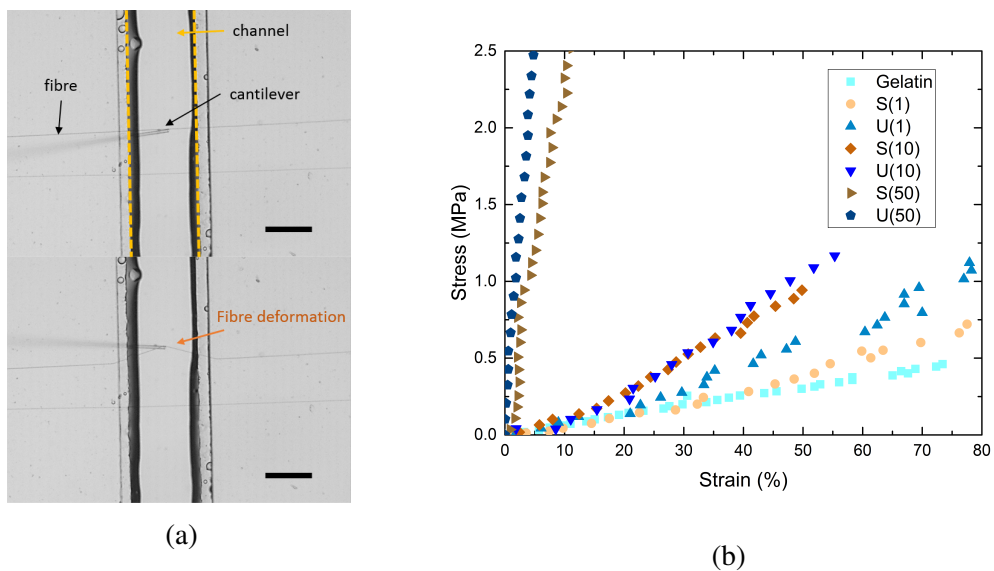 channel
fibre
cantilever
Fibre deformation
(a)
2.5
2.0
1.5
1.0
0.5
0.0
0
10
20
30
40
50
60
70
80
Stress (MPa)
Strain (%)
Gelatin
S(1)
U(1)
S(10)
U(10)
S(50)
U(50)
(b)